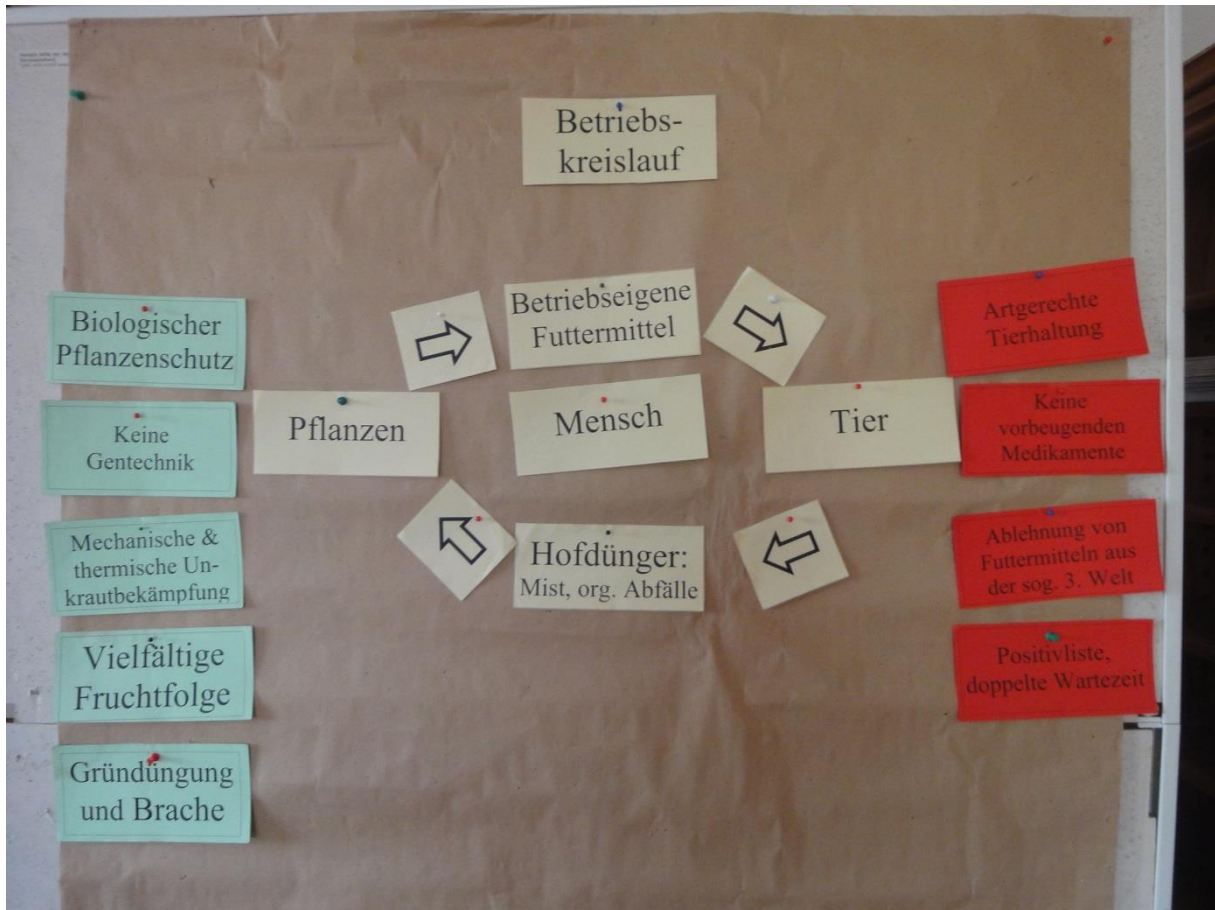 Betriebs-
kreislauf
Biologischer
Pflanzenschutz
Keine
Gentechnik
Mechanische &
thermische Un-
krautbekämpfung
Vielfältige
Fruchtfolge
Gründüngung
und Brache
Pflanzen
Betriebseigene
Futtermittel
Mensch
Hofdünger:
Mist, org. Abfälle
Tier
Artgerechte
Tierhaltung
Keine
vorbeugenden
Medikamente
Ablehnung von
Futtermitteln aus
der sog. 3. Welt
Positivliste,
doppelte Wartezeit